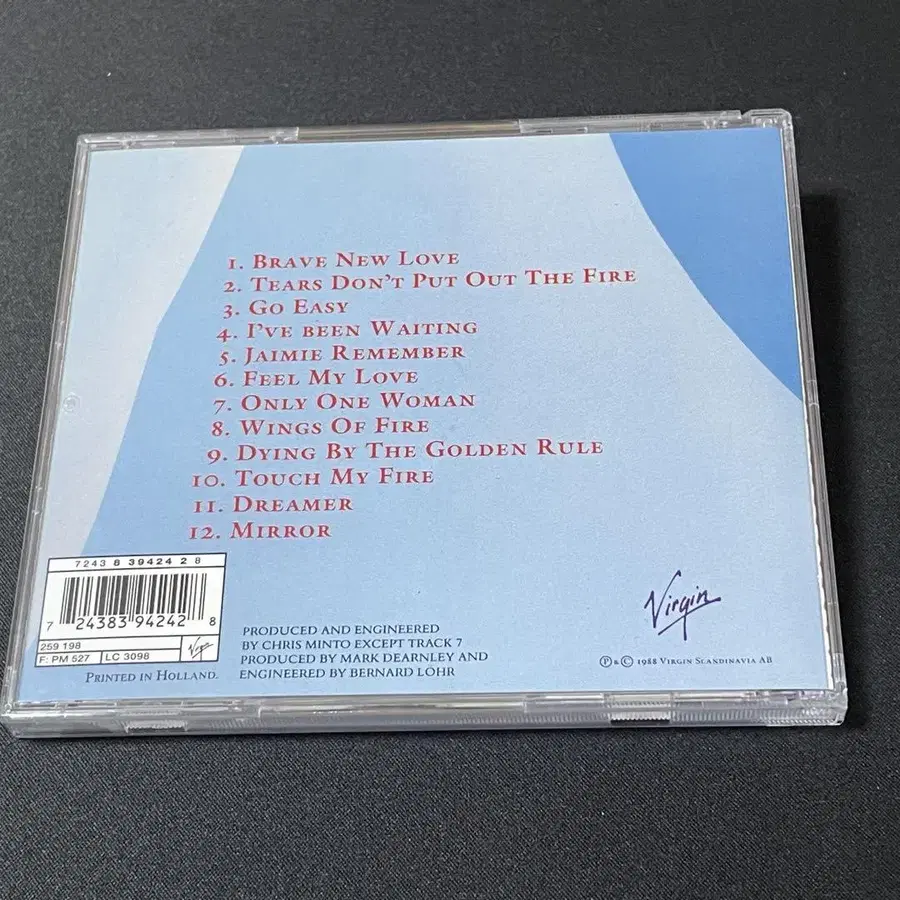 1. Brave New Love
2. Tears Don't Put Out The Fire
3. Go Easy
4. I've been Waiting
5. Jaimie Remember
6. Feel My Love
7. Only One Woman
8. Wings Of Fire
9. Dying By The Golden Rule
10. Touch My Fire
11. Dreamer
12. Mirror
7243 8 39424 2 8
7 24383 94242 8
259 198
F: PM 527 LC 3098 Virgin
Printed in Holland.
PRODUCED AND ENGINEERED
BY CHRIS MINTO EXCEPT TRACK 7
PRODUCED BY MARK DEARNLEY AND
ENGINEERED BY BERNARD LÖHR
Virgin
Ⓟ & © 1988 Virgin Scandinavia AB